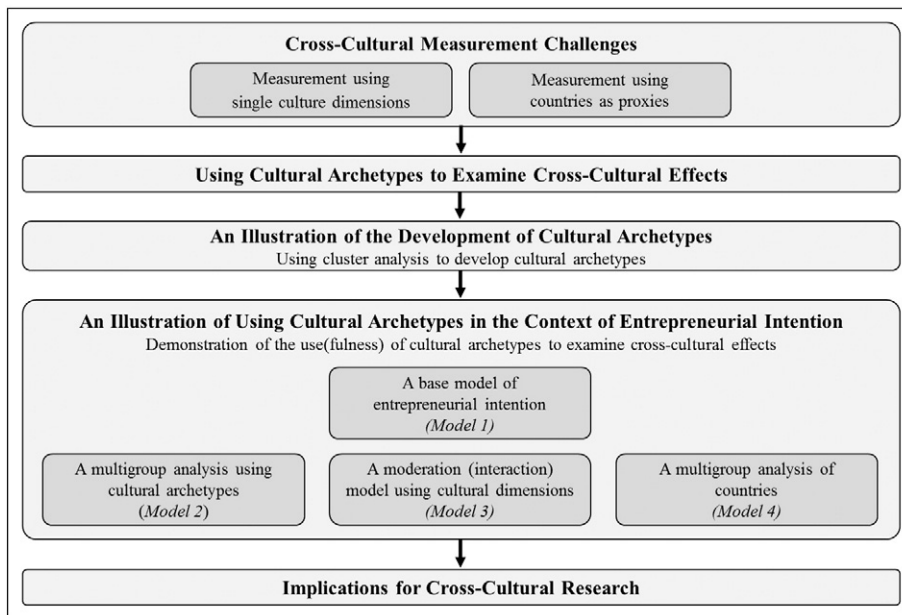 Cross-Cultural Measurement Challenges
Measurement using
single culture dimensions
Measurement using
countries as proxies
Using Cultural Archetypes to Examine Cross-Cultural Effects
An Illustration of the Development of Cultural Archetypes
Using cluster analysis to develop cultural archetypes
An Illustration of Using Cultural Archetypes in the Context of Entrepreneurial Intention
Demonstration of the use(fulness) of cultural archetypes to examine cross-cultural effects
A base model of
entrepreneurial intention
(Model 1)
A multigroup analysis using
cultural archetypes
(Model 2)
A moderation (interaction)
model using cultural dimensions
(Model 3)
A multigroup analysis of
countries
(Model 4)
Implications for Cross-Cultural Research